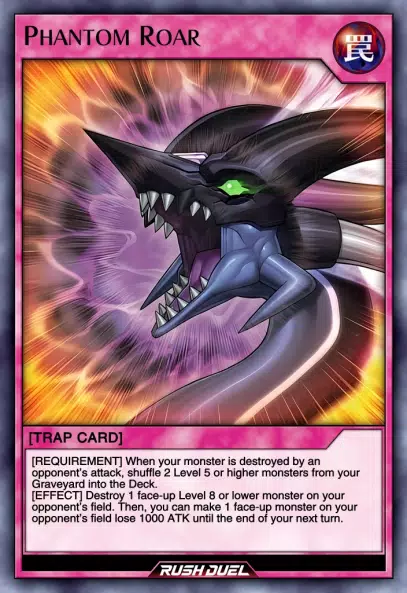 PHANTOM ROAR
罠
[TRAP CARD]
[REQUIREMENT] When your monster is destroyed by an
opponent's attack, shuffle 2 Level 5 or higher monsters from your
Graveyard into the Deck.
[EFFECT] Destroy 1 face-up Level 8 or lower monster on your
opponent's field. Then, you can make 1 face-up monster on your
opponent's field lose 1000 ATK until the end of your next turn.
RUSH DUEL